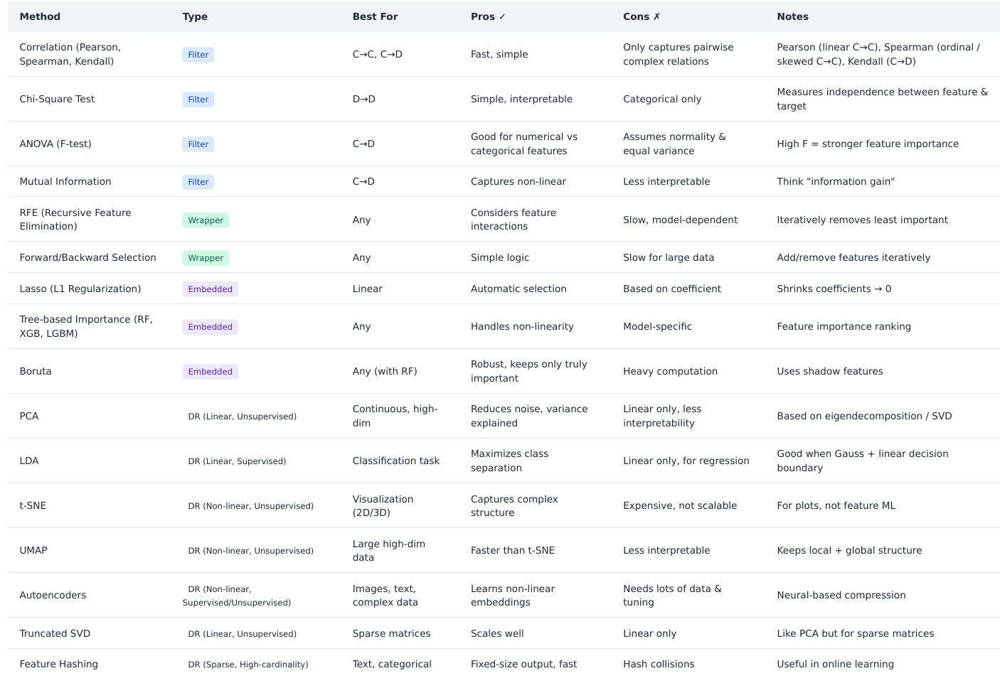 Method Type Best For Pros ✓ Cons ✗ Notes
Correlation (Pearson, Spearman, Kendall) Filter C→C, C→D Fast, simple Only captures pairwise complex relations Pearson (linear C→C), Spearman (ordinal / skewed C→C), Kendall (C→D)
Chi-Square Test Filter D→D Simple, interpretable Categorical only Measures independence between feature & target
ANOVA (F-test) Filter C→D Good for numerical vs categorical features Assumes normality & equal variance High F = stronger feature importance
Mutual Information Filter C→D Captures non-linear Less interpretable Think "information gain"
RFE (Recursive Feature Elimination) Wrapper Any Considers feature interactions Slow, model-dependent Iteratively removes least important
Forward/Backward Selection Wrapper Any Simple logic Slow for large data Add/remove features iteratively
Lasso (L1 Regularization) Embedded Linear Automatic selection Based on coefficient Shrinks coefficients → 0
Tree-based Importance (RF, XGB, LGBM) Embedded Any Handles non-linearity Model-specific Feature importance ranking
Boruta Embedded Any (with RF) Robust, keeps only truly important Heavy computation Uses shadow features
PCA DR (Linear, Unsupervised) Continuous, high-dim Reduces noise, variance explained Linear only, less interpretability Based on eigendecomposition / SVD
LDA DR (Linear, Supervised) Classification task Maximizes class separation Linear only, for regression Good when Gauss + linear decision boundary
t-SNE DR (Non-linear, Unsupervised) Visualization (2D/3D) Captures complex structure Expensive, not scalable For plots, not feature ML
UMAP DR (Non-linear, Unsupervised) Large high-dim data Faster than t-SNE Less interpretable Keeps local + global structure
Autoencoders DR (Non-linear, Supervised/Unsupervised) Images, text, complex data Learns non-linear embeddings Needs lots of data & tuning Neural-based compression
Truncated SVD DR (Linear, Unsupervised) Sparse matrices Scales well Linear only Like PCA but for sparse matrices
Feature Hashing DR (Sparse, High-cardinality) Text, categorical Fixed-size output, fast Hash collisions Useful in online learning